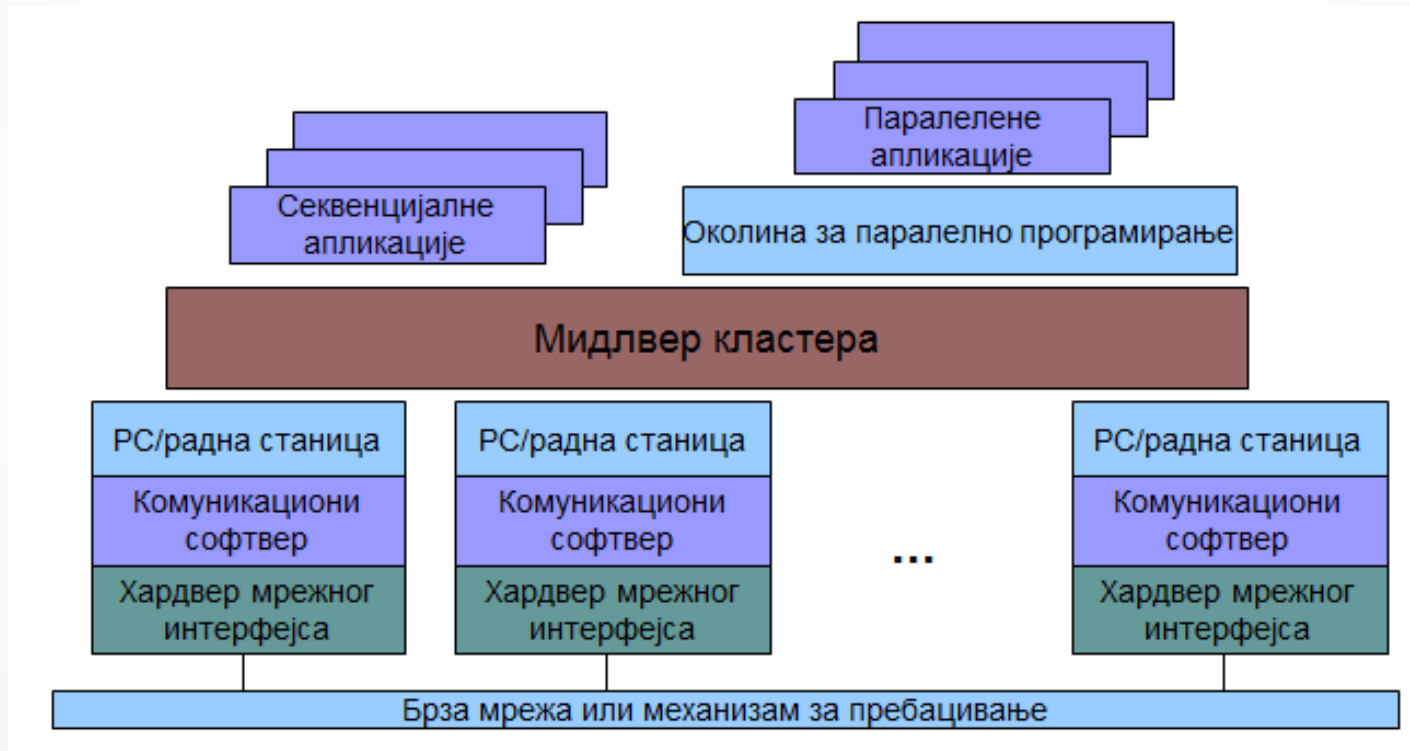 Паралелене
апликације
Секвенцијалне
апликације
Околина за паралелно програмирање
Мидлвер кластера
PC/радна станица
Комуникациони
софтвер
Хардвер мрежног
интерфејса
PC/радна станица
Комуникациони
софтвер
Хардвер мрежног
интерфејса
...
PC/радна станица
Комуникациони
софтвер
Хардвер мрежног
интерфејса
Брза мрежа или механизам за пребацивање